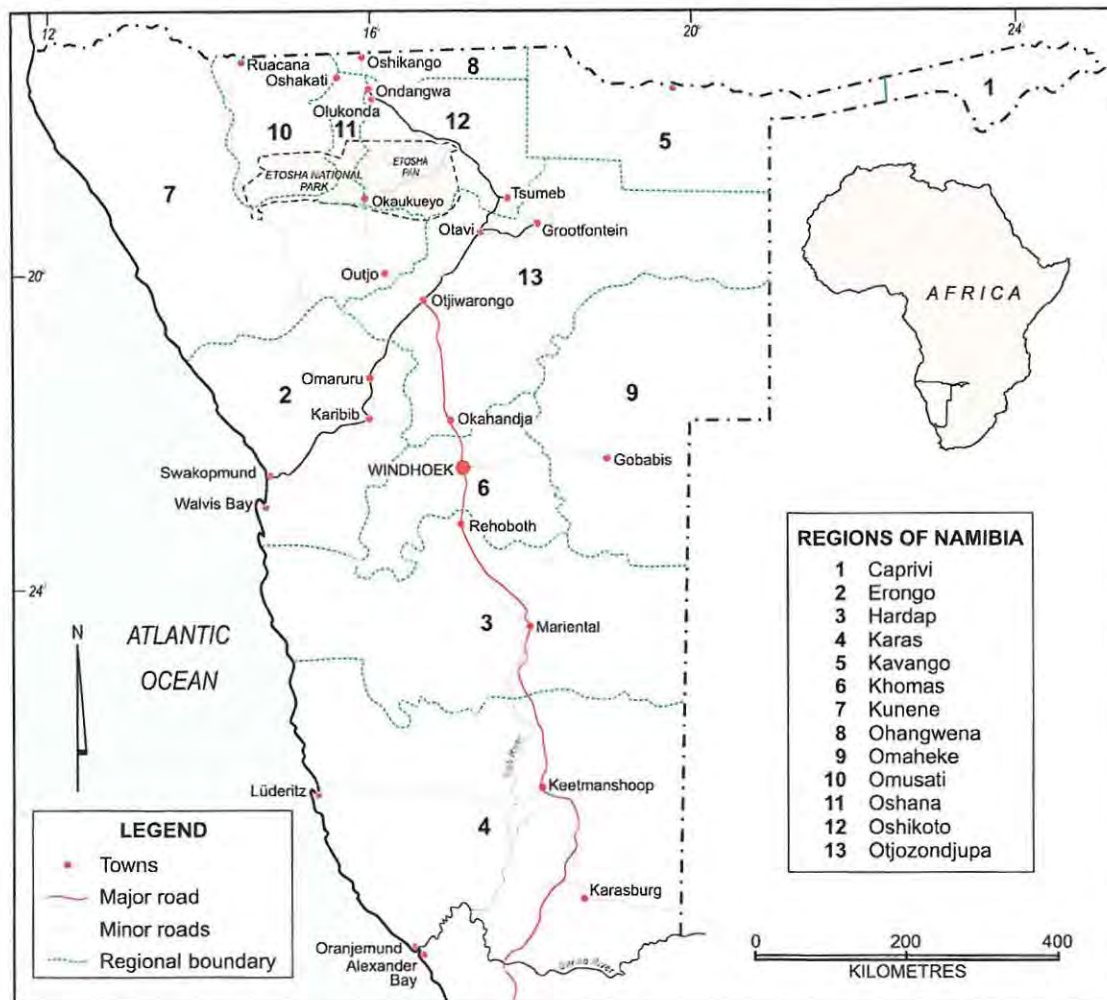 12
16
20°
24
Ruacana
Oshikango
8
Oshakati
Ondangwa
1
Olukonda
12
10
11
5
ETOSHA
PAN
ETOSHA NATIONAL
PARK
7
Okaukueyo
Tsumeb
Otavi
Grootfontein
20°
Outjo
13
Otjiwarongo
AFRICA
Omaruru
2
9
Karibib
Okahandja
WINDHOEK
Gobabis
Swakopmund
6
Walvis Bay
Rehoboth
REGIONS OF NAMIBIA
1 Caprivi
2 Erongo
3 Hardap
4 Karas
5 Kavango
6 Khomas
7 Kunene
8 Ohangwena
9 Omaheke
10 Omusati
11 Oshana
12 Oshikoto
13 Otjozondjupa
24
N
ATLANTIC
OCEAN
3
Mariental
Keetmanshoop
Lüderitz
4
LEGEND
Towns
Major road
Minor roads
Regional boundary
Karasburg
Oranjemund
Alexander
Bay
River
0
200
400
KILOMETRES